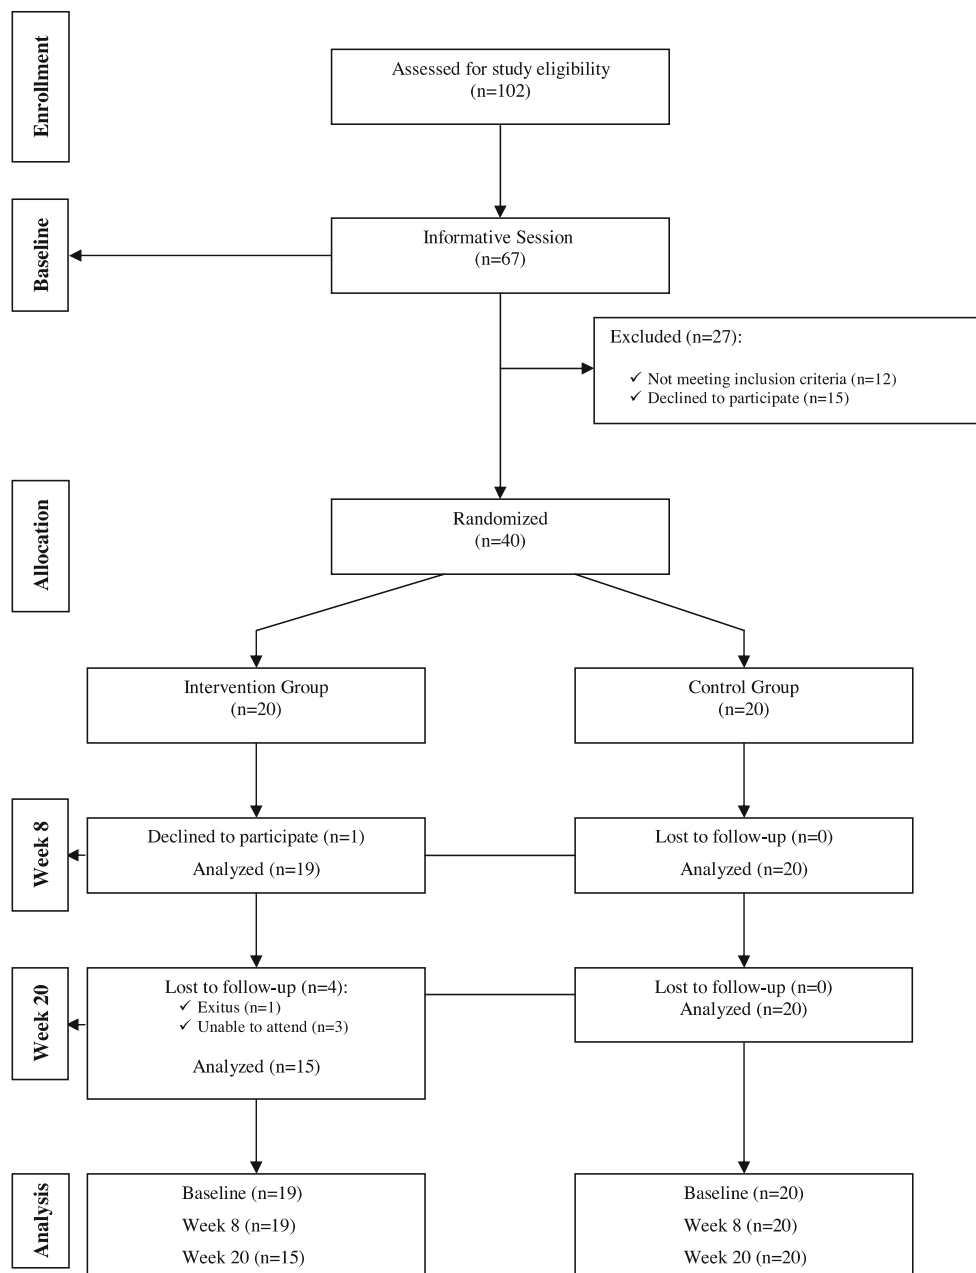 Enrollment
Assessed for study eligibility
(n=102)
Baseline
Informative Session
(n=67)
Excluded (n=27):
✓ Not meeting inclusion criteria (n=12)
✓ Declined to participate (n=15)
Allocation
Randomized
(n=40)
Intervention Group
(n=20)
Control Group
(n=20)
Week 8
Declined to participate (n=1)
Analyzed (n=19)
Lost to follow-up (n=0)
Analyzed (n=20)
Week 20
Lost to follow-up (n=4):
✓ Exitus (n=1)
✓ Unable to attend (n=3)
Analyzed (n=15)
Lost to follow-up (n=0)
Analyzed (n=20)
Analysis
Baseline (n=19)
Week 8 (n=19)
Week 20 (n=15)
Baseline (n=20)
Week 8 (n=20)
Week 20 (n=20)